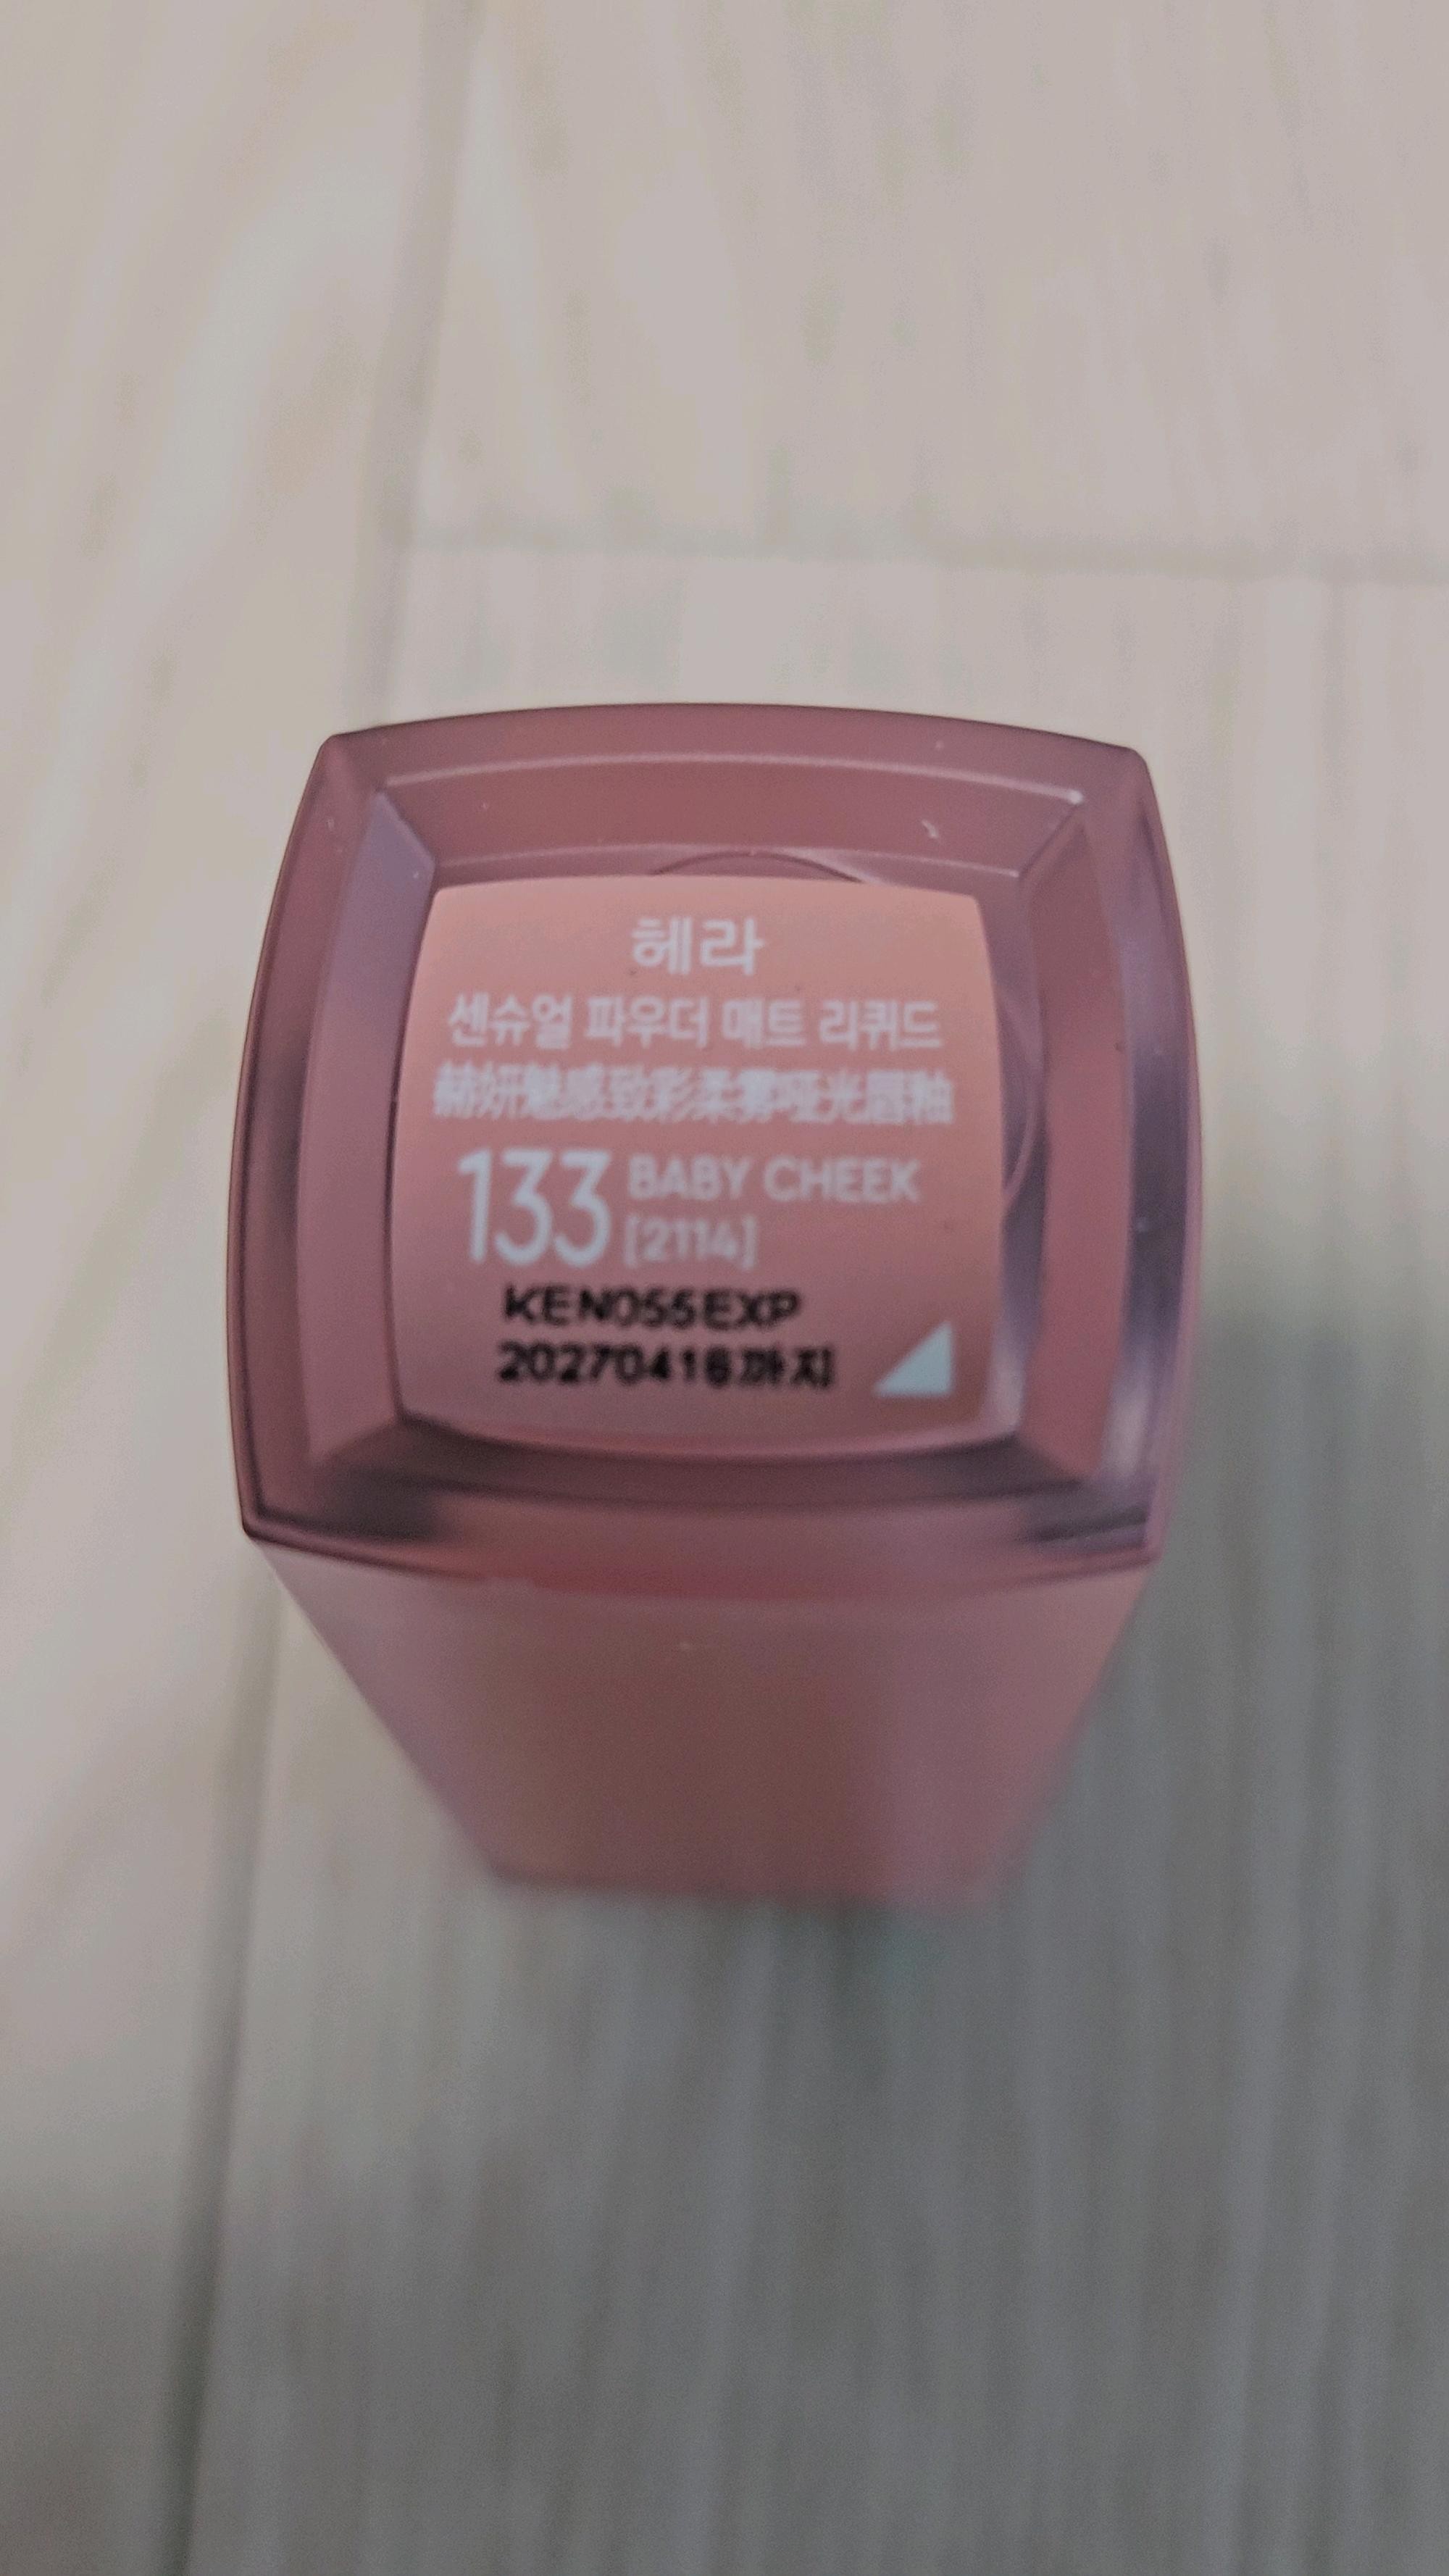 헤라
센슈얼 파우더 매트 리퀴드
赫妍魅感致彩柔雾哑光唇釉
133 BABY CHEEK
[2114]
KEN055EXP
20270416까지